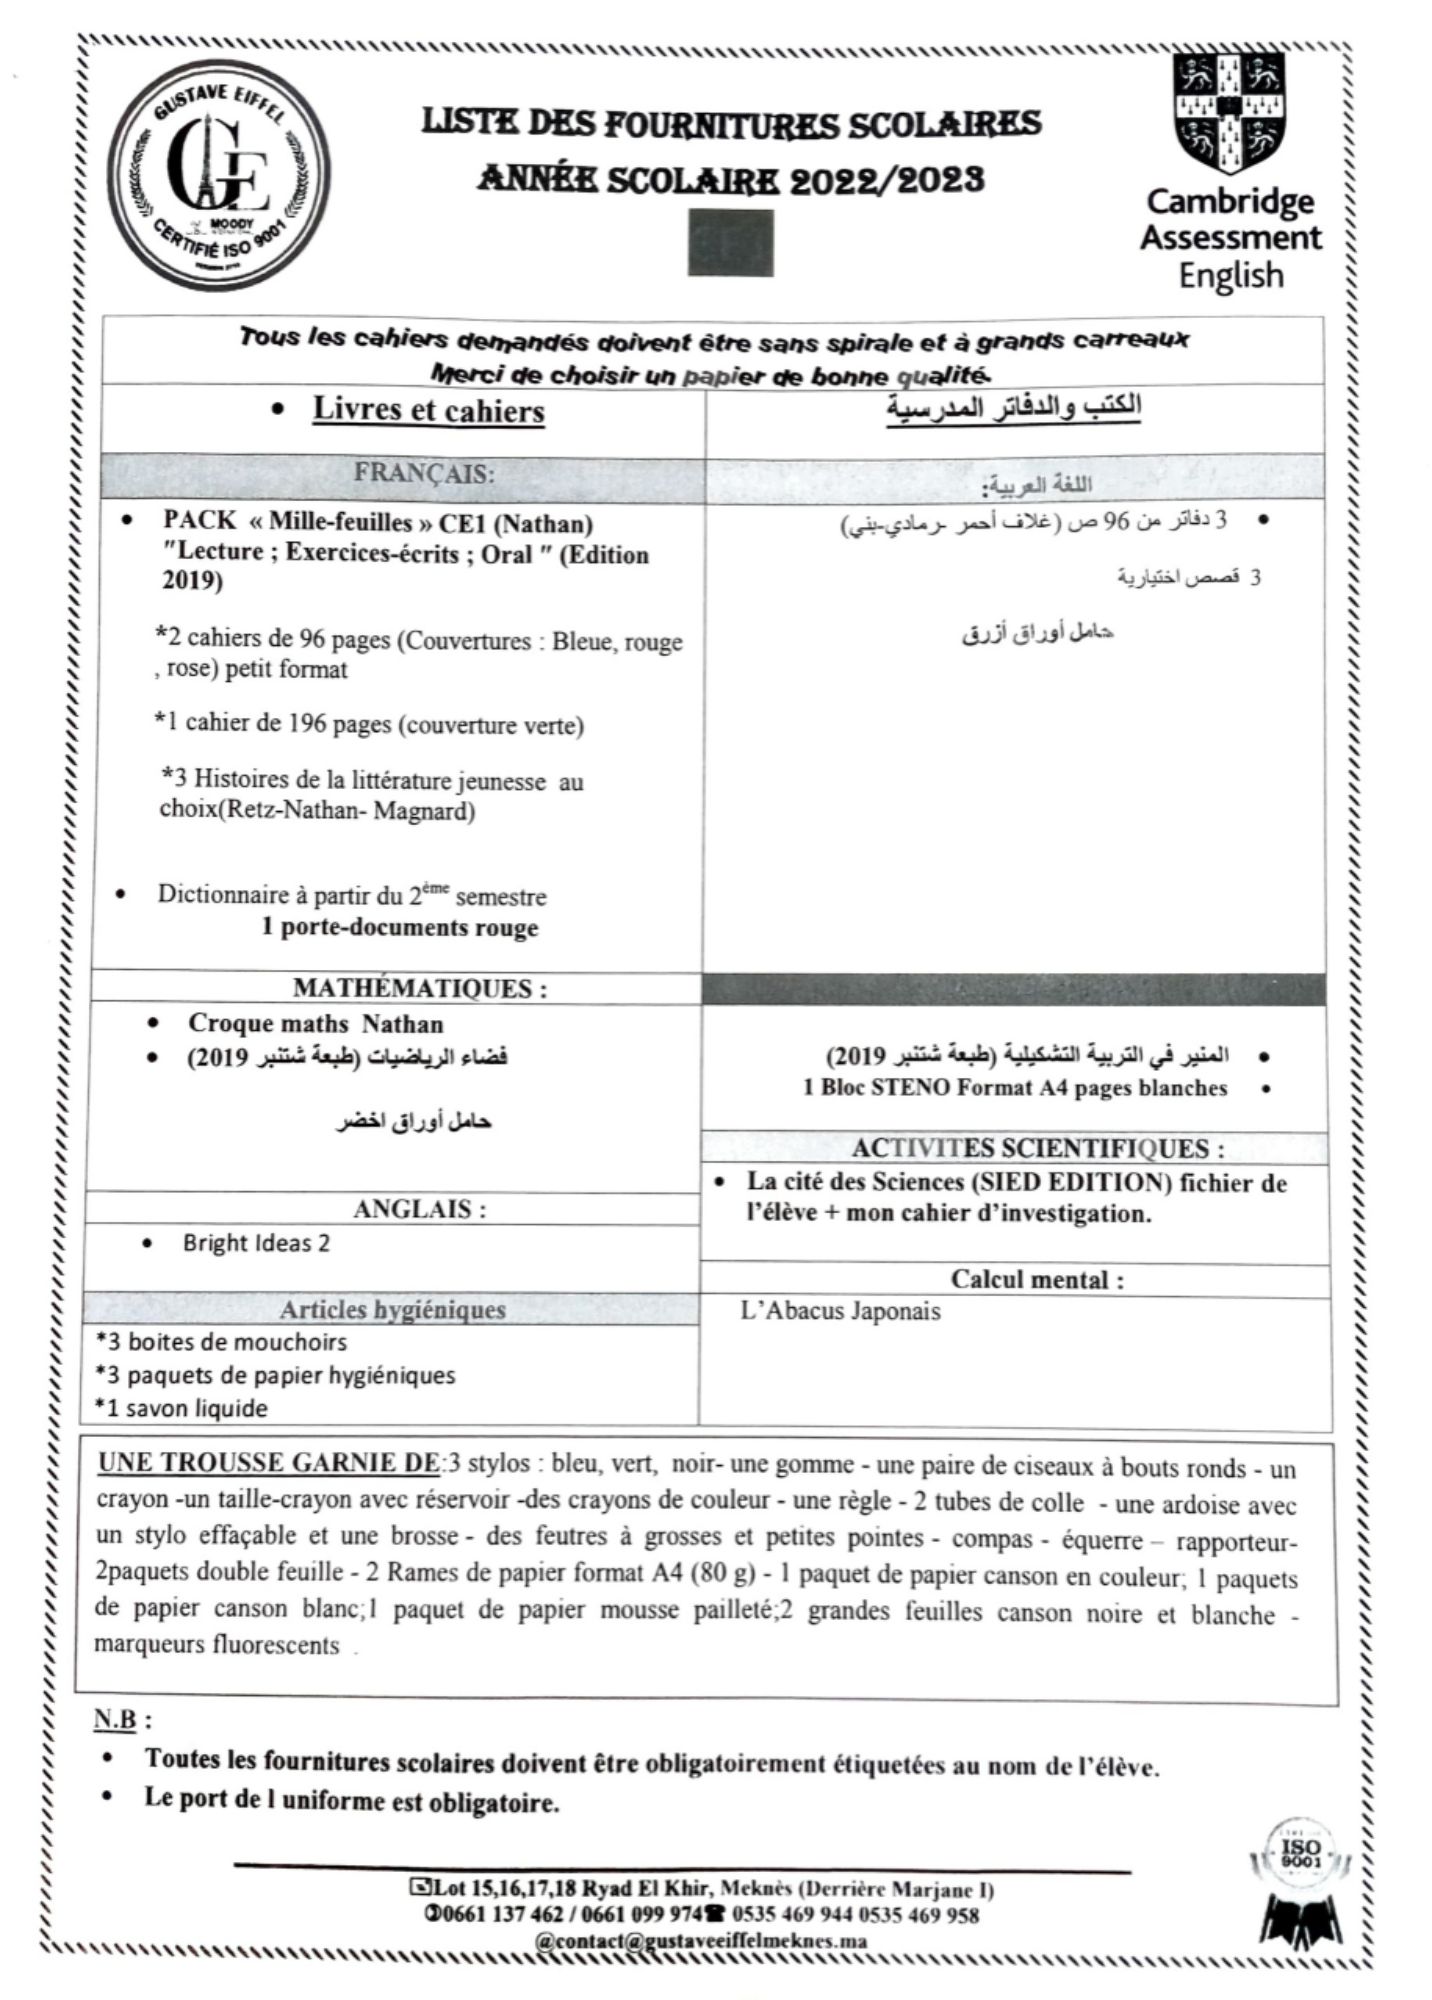 GUSTAVE EIFFEL
GE
MOODY
CERTIFIÉ ISO 9001
LISTE DES FOURNITURES SCOLAIRES
ANNÉE SCOLAIRE 2022/2023
Cambridge
Assessment
English
Tous les cahiers demandés doivent être sans spirale et à grands carreaux
Merci de choisir un papier de bonne qualité.
• Livres et cahiers
الكتب والدفاتر المدرسية
FRANÇAIS:
اللغة العربية:
• PACK « Mille-feuilles » CE1 (Nathan)
"Lecture ; Exercices-écrits ; Oral " (Edition
2019)
*2 cahiers de 96 pages (Couvertures : Bleue, rouge
, rose) petit format
*1 cahier de 196 pages (couverture verte)
*3 Histoires de la littérature jeunesse au
choix(Retz-Nathan- Magnard)
• Dictionnaire à partir du 2ème semestre
1 porte-documents rouge
• 3 دفاتر من 96 ص (غلاف أحمر -رمادي-بني)
3 قصص اختيارية
حامل أوراق أزرق
MATHÉMATIQUES :
• Croque maths Nathan
• فضاء الرياضيات (طبعة شتنبر 2019)
حامل أوراق اخضر
• المنير في التربية التشكيلية (طبعة شتنبر 2019)
1 Bloc STENO Format A4 pages blanches •
ACTIVITES SCIENTIFIQUES :
• La cité des Sciences (SIED EDITION) fichier de
l'élève + mon cahier d'investigation.
ANGLAIS :
• Bright Ideas 2
Calcul mental :
L'Abacus Japonais
Articles hygiéniques
*3 boites de mouchoirs
*3 paquets de papier hygiéniques
*1 savon liquide
UNE TROUSSE GARNIE DE:3 stylos : bleu, vert, noir- une gomme - une paire de ciseaux à bouts ronds - un
crayon -un taille-crayon avec réservoir -des crayons de couleur - une règle - 2 tubes de colle - une ardoise avec
un stylo effaçable et une brosse - des feutres à grosses et petites pointes - compas - équerre – rapporteur-
2paquets double feuille - 2 Rames de papier format A4 (80 g) - 1 paquet de papier canson en couleur; 1 paquets
de papier canson blanc;1 paquet de papier mousse pailleté;2 grandes feuilles canson noire et blanche -
marqueurs fluorescents .
N.B :
• Toutes les fournitures scolaires doivent être obligatoirement étiquetées au nom de l'élève.
• Le port de l uniforme est obligatoire.
ISO
9001
Lot 15,16,17,18 Ryad El Khir, Meknès (Derrière Marjane I)
0661 137 462 / 0661 099 974☎ 0535 469 944 0535 469 958
@contact@gustaveeiffelmeknes.ma